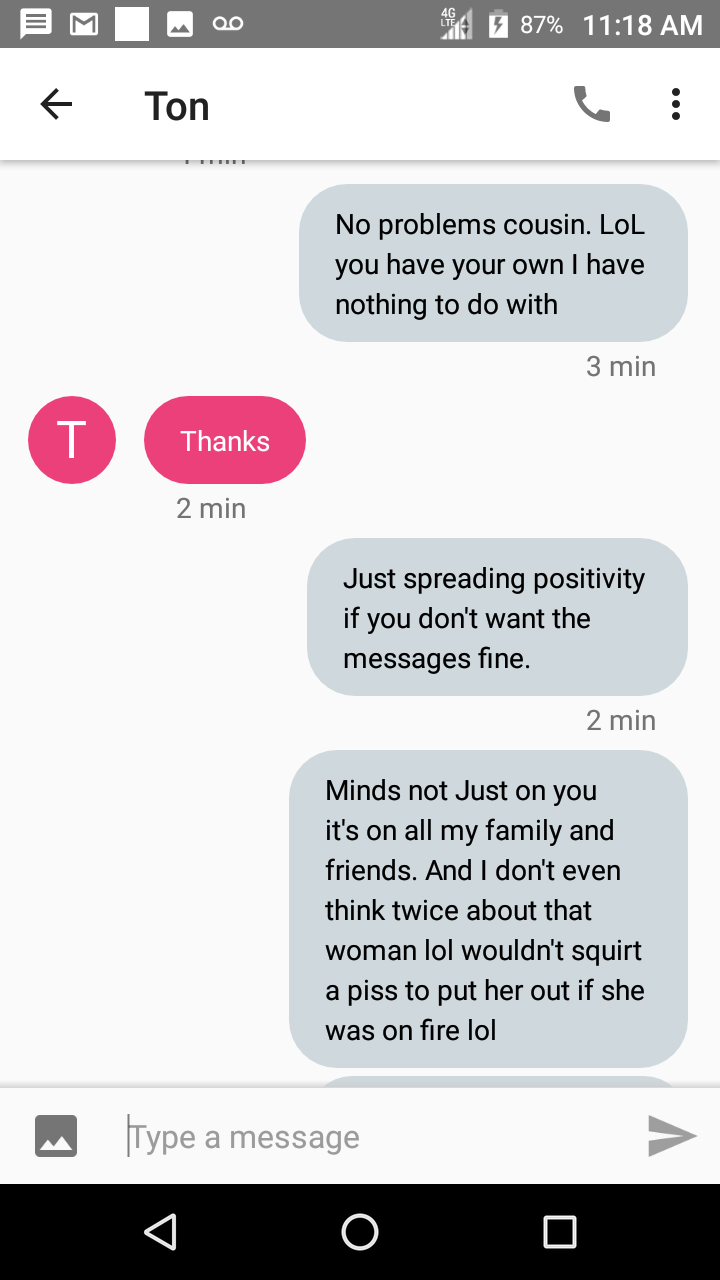 4G
LTE
87%
11:18 AM
Ton
1 min
No problems cousin. LoL
you have your own I have
nothing to do with
3 min
T
Thanks
2 min
Just spreading positivity
if you don't want the
messages fine.
2 min
Minds not Just on you
it's on all my family and
friends. And I don't even
think twice about that
woman lol wouldn't squirt
a piss to put her out if she
was on fire lol
Type a message